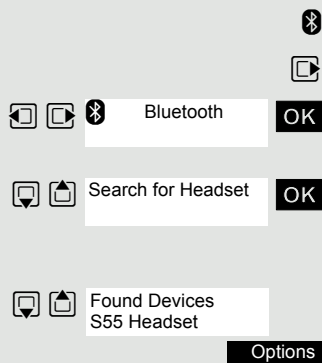 Bluetooth
OK
Search for Headset
OK
Found Devices
S55 Headset
Options